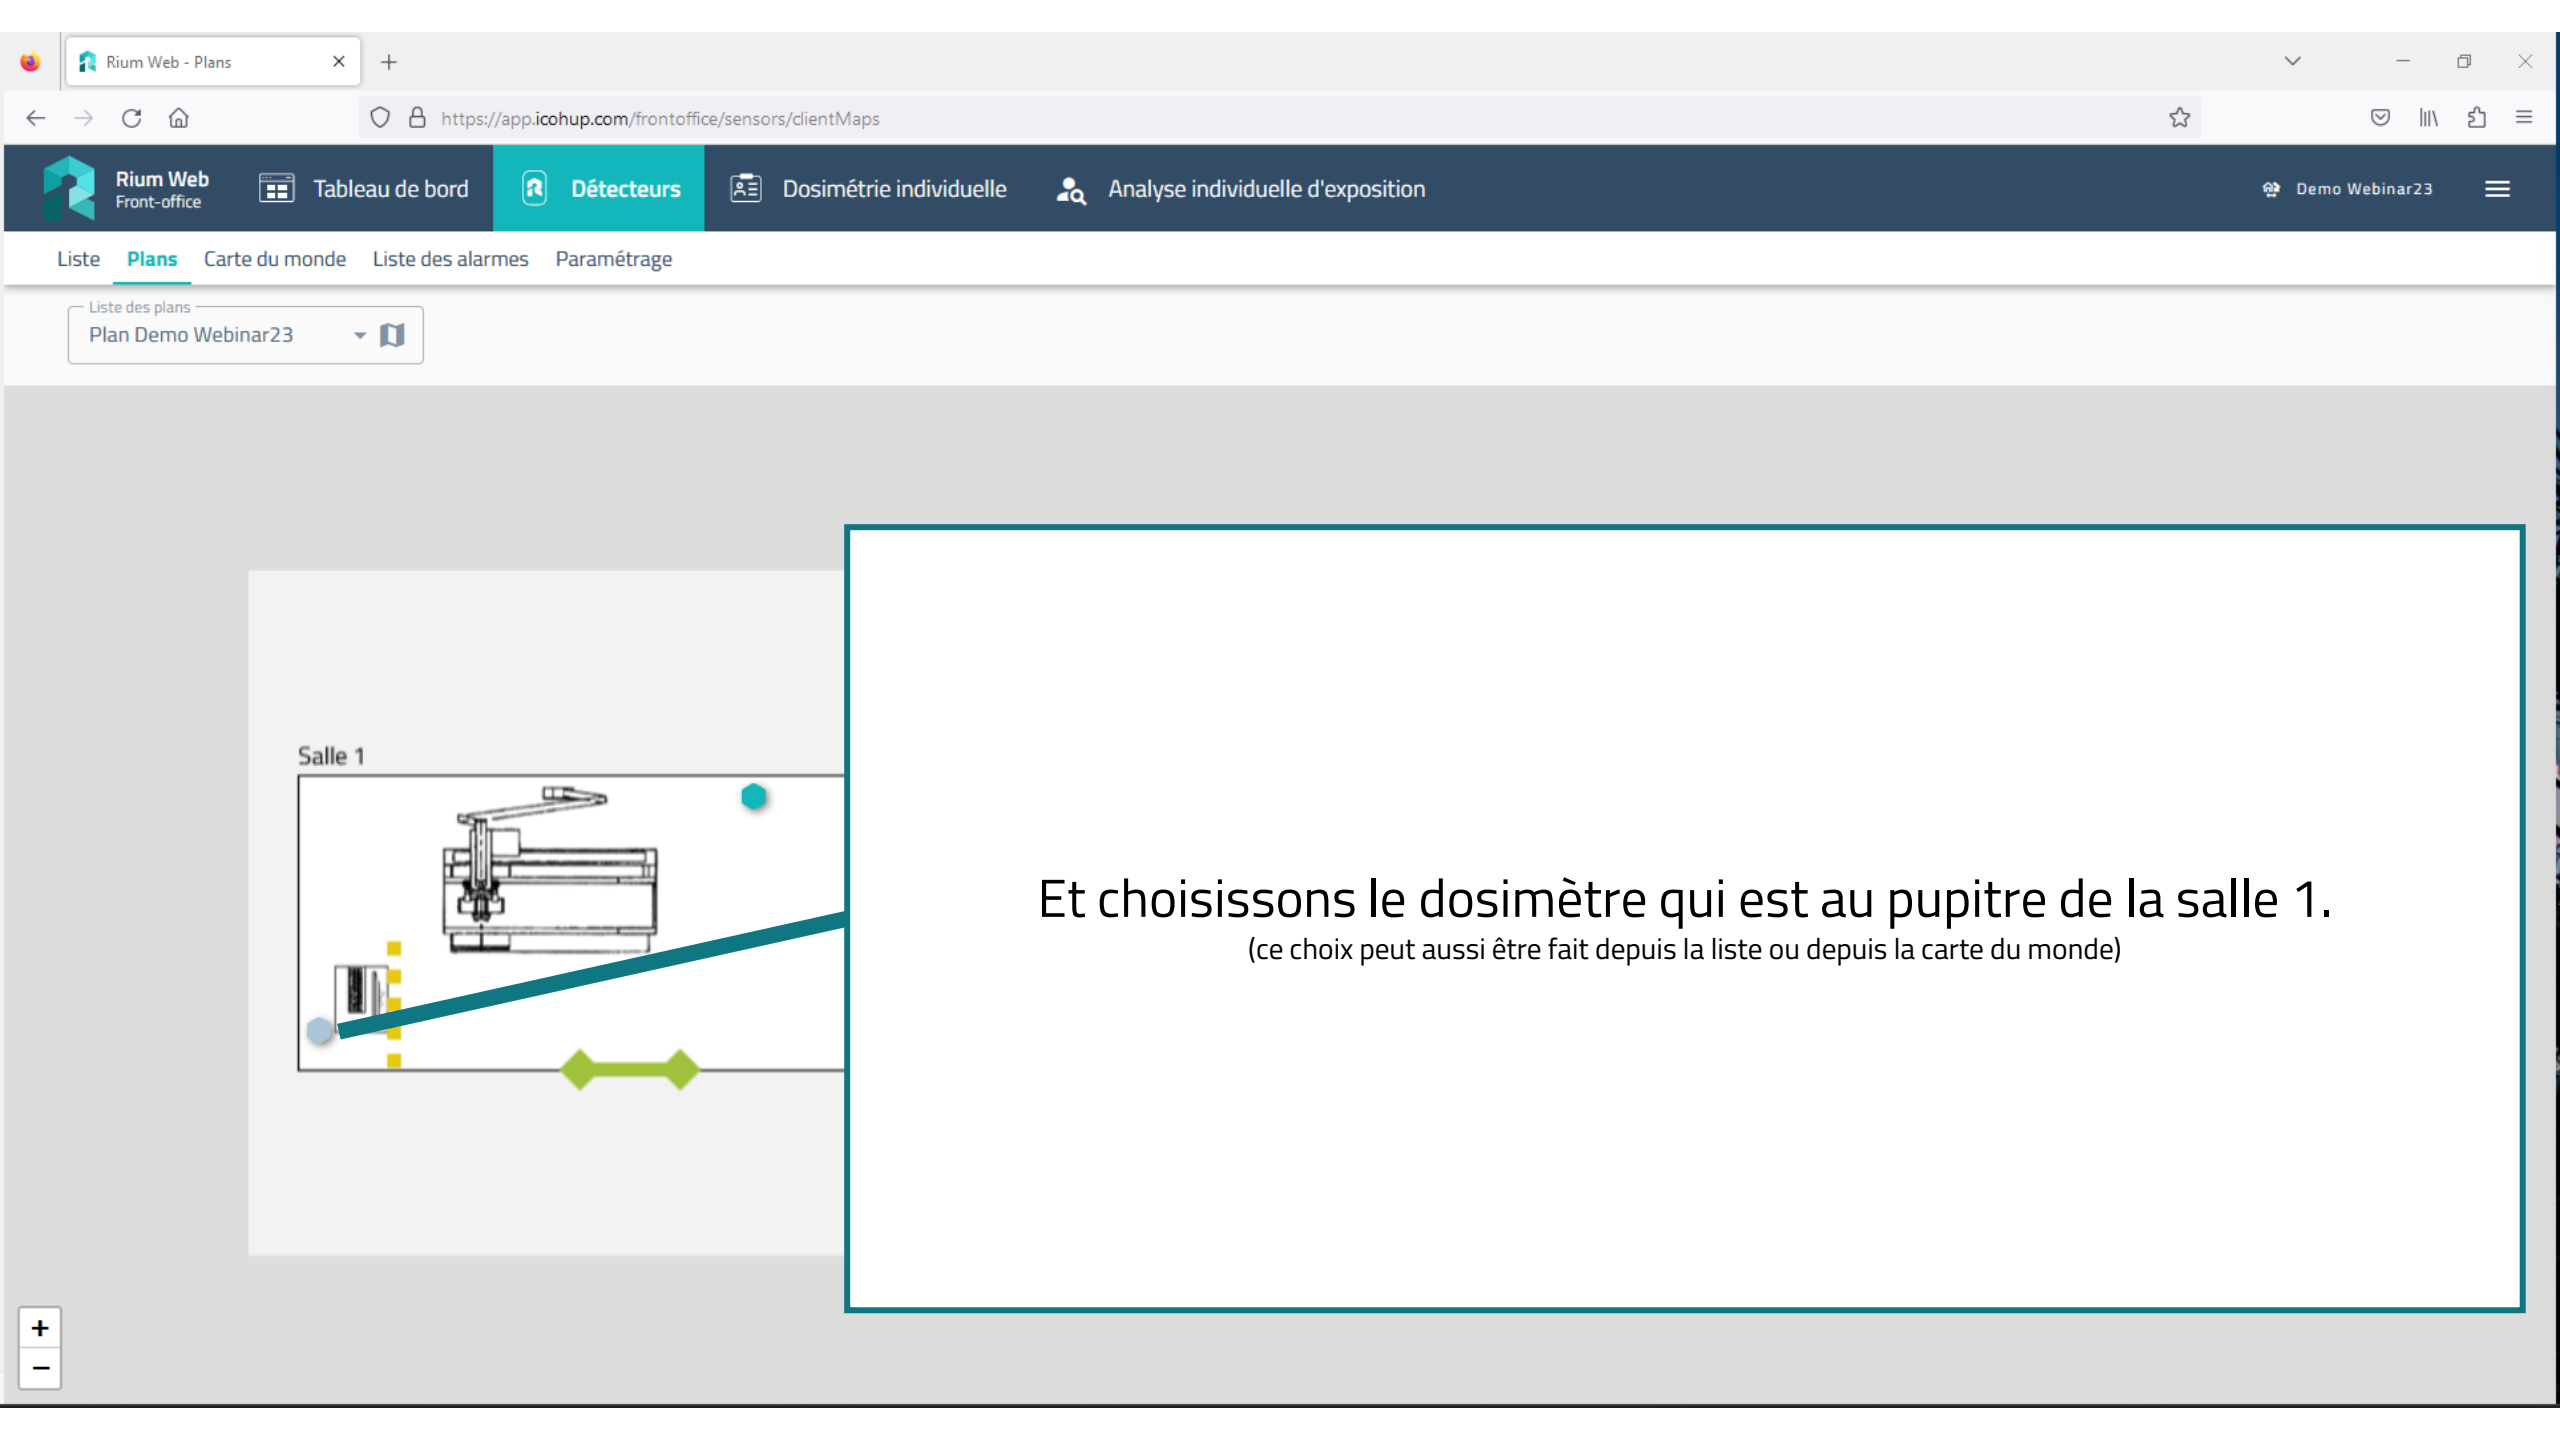 Rium Web - Plans
https://app.icohup.com/frontoffice/sensors/clientMaps
Rium Web
Front-office
Tableau de bord
Détecteurs
Dosimétrie individuelle
Analyse individuelle d'exposition
Demo Webinar23
Liste Plans Carte du monde Liste des alarmes Paramétrage
Liste des plans
Plan Demo Webinar23
Salle 1
Et choisissons le dosimètre qui est au pupitre de la salle 1.
(ce choix peut aussi être fait depuis la liste ou depuis la carte du monde)
+
−